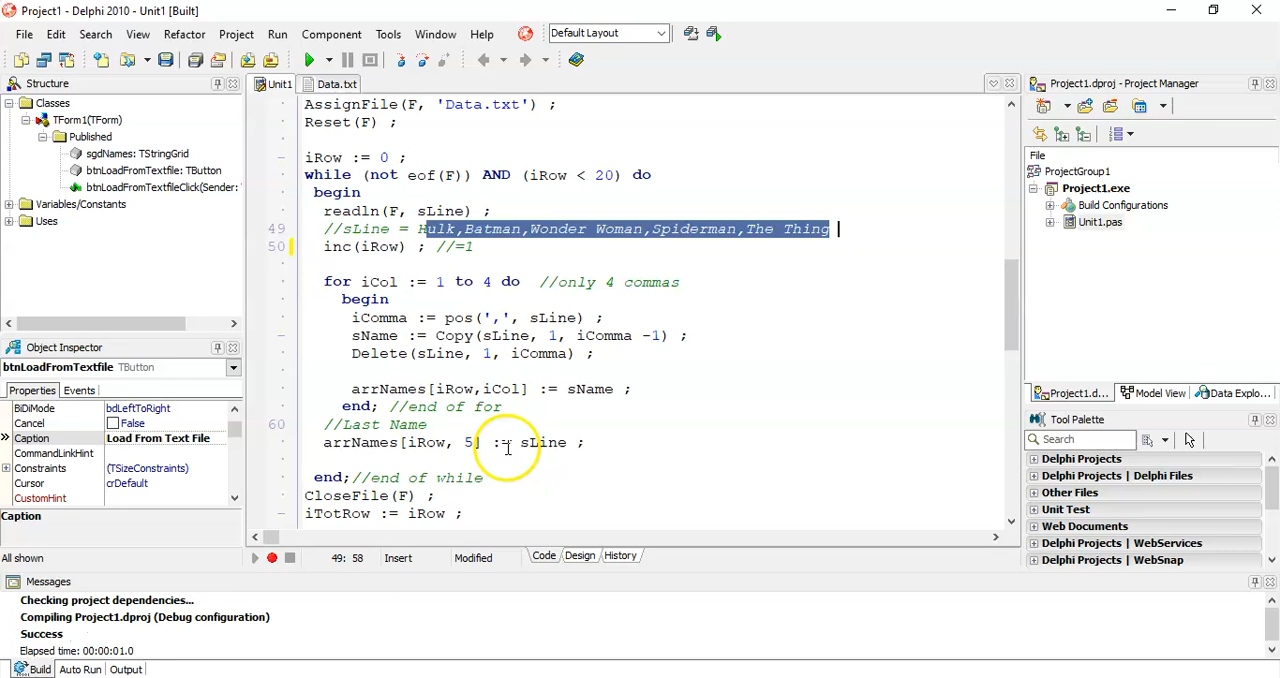 Project1 - Delphi 2010 - Unit1 [Built]
File Edit Search View Refactor Project Run Component Tools Window Help
Default Layout
Structure
Classes
TForm1(TForm)
Published
sgdNames: TStringGrid
btnLoadFromTextfile: TButton
btnLoadFromTextfileClick(Sender:
Variables/Constants
Uses
Object Inspector
btnLoadFromTextfile TButton
Properties Events
BiDiMode bdLeftToRight
Cancel False
Caption Load From Text File
CommandLinkHint
Constraints (TSizeConstraints)
Cursor crDefault
CustomHint
Caption
All shown
Unit1 Data.txt
AssignFile(F, 'Data.txt') ;
Reset(F) ;
iRow := 0 ;
while (not eof(F)) AND (iRow < 20) do
begin
readln(F, sLine) ;
49 //sLine = Hulk,Batman,Wonder Woman,Spiderman,The Thing
50 inc(iRow) ; //=1
for iCol := 1 to 4 do //only 4 commas
begin
iComma := pos(',', sLine) ;
sName := Copy(sLine, 1, iComma -1) ;
Delete(sLine, 1, iComma) ;
arrNames[iRow,iCol] := sName ;
end; //end of for
60 //Last Name
arrNames[iRow, 5] := sLine ;
end;//end of while
CloseFile(F) ;
iTotRow := iRow ;
49: 58 Insert Modified Code Design History
Project1.dproj - Project Manager
File
ProjectGroup1
Project1.exe
Build Configurations
Unit1.pas
Project1.d... Model View Data Explo...
Tool Palette
Search
Delphi Projects
Delphi Projects | Delphi Files
Other Files
Unit Test
Web Documents
Delphi Projects | WebServices
Delphi Projects | WebSnap
Messages
Checking project dependencies...
Compiling Project1.dproj (Debug configuration)
Success
Elapsed time: 00:00:01.0
Build Auto Run Output